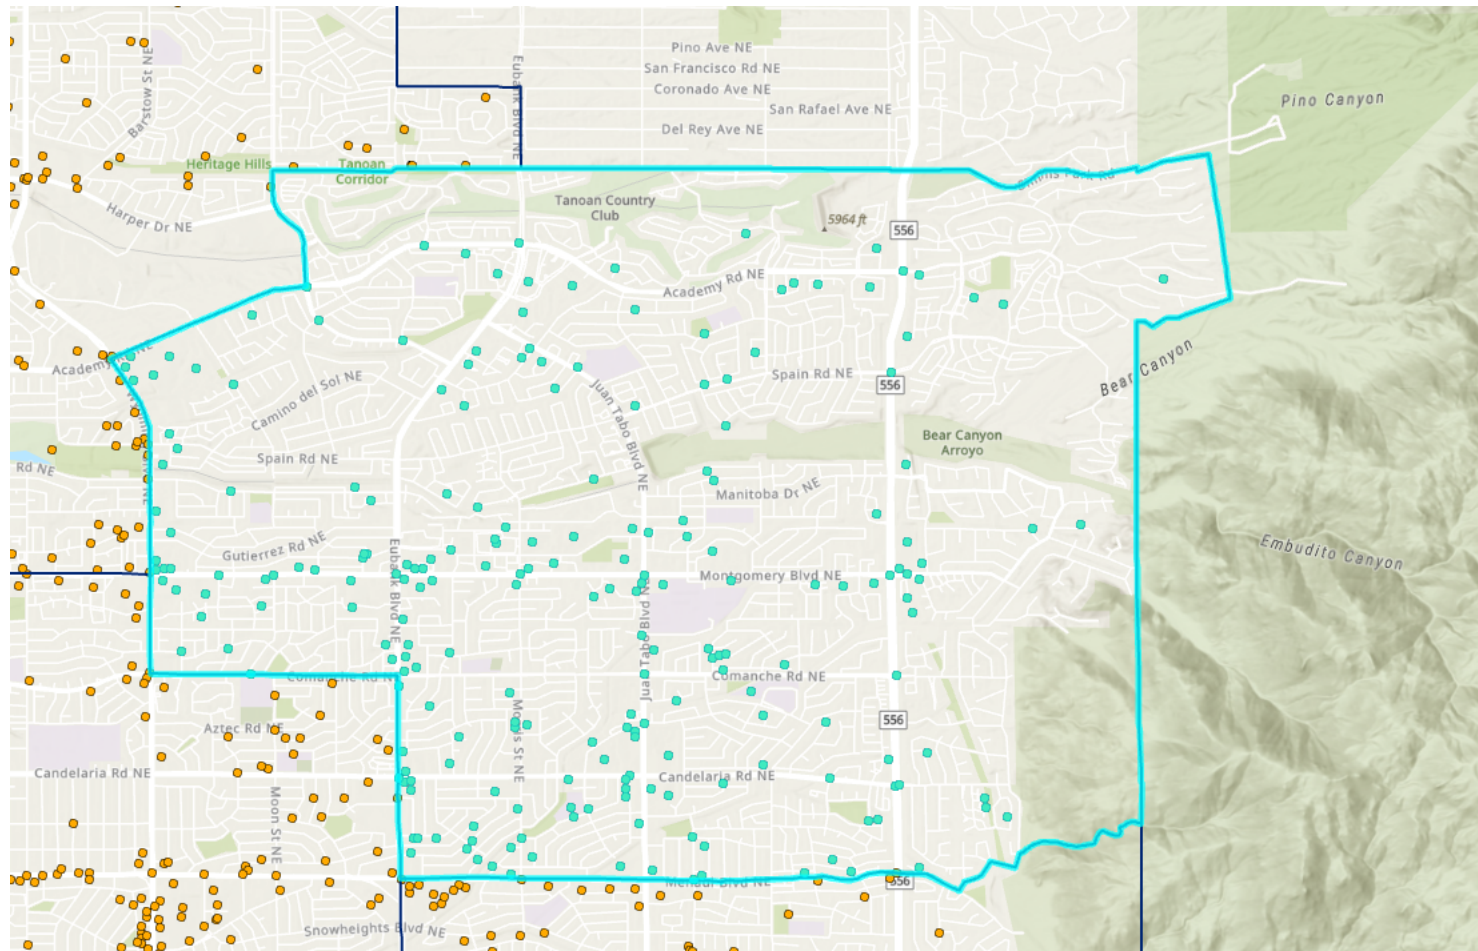 Pino Ave NE
San Francisco Rd NE
Coronado Ave NE
San Rafael Ave NE
Del Rey Ave NE
Barstow St NE
Eubank Blvd NE
Pino Canyon
Heritage Hills
Tanoan
Corridor
Simms Park Rd
Harper Dr NE
Tanoan Country
Club
5964 ft
556
Academy Rd NE
Academy Rd NE
Spain Rd NE
556
Bear Canyon
Camino del Sol NE
Juan Tabo Blvd NE
Bear Canyon
Arroyo
Rd NE
Spain Rd NE
Manitoba Dr NE
Gutierrez Rd NE
Eubank Blvd NE
Montgomery Blvd NE
Embudito Canyon
Juan Tabo Blvd NE
Comanche Rd NE
Comanche Rd NE
Aztec Rd NE
Morris St NE
556
Candelaria Rd NE
Candelaria Rd NE
Moon St NE
Menaul Blvd NE
556
Snowheights Blvd NE